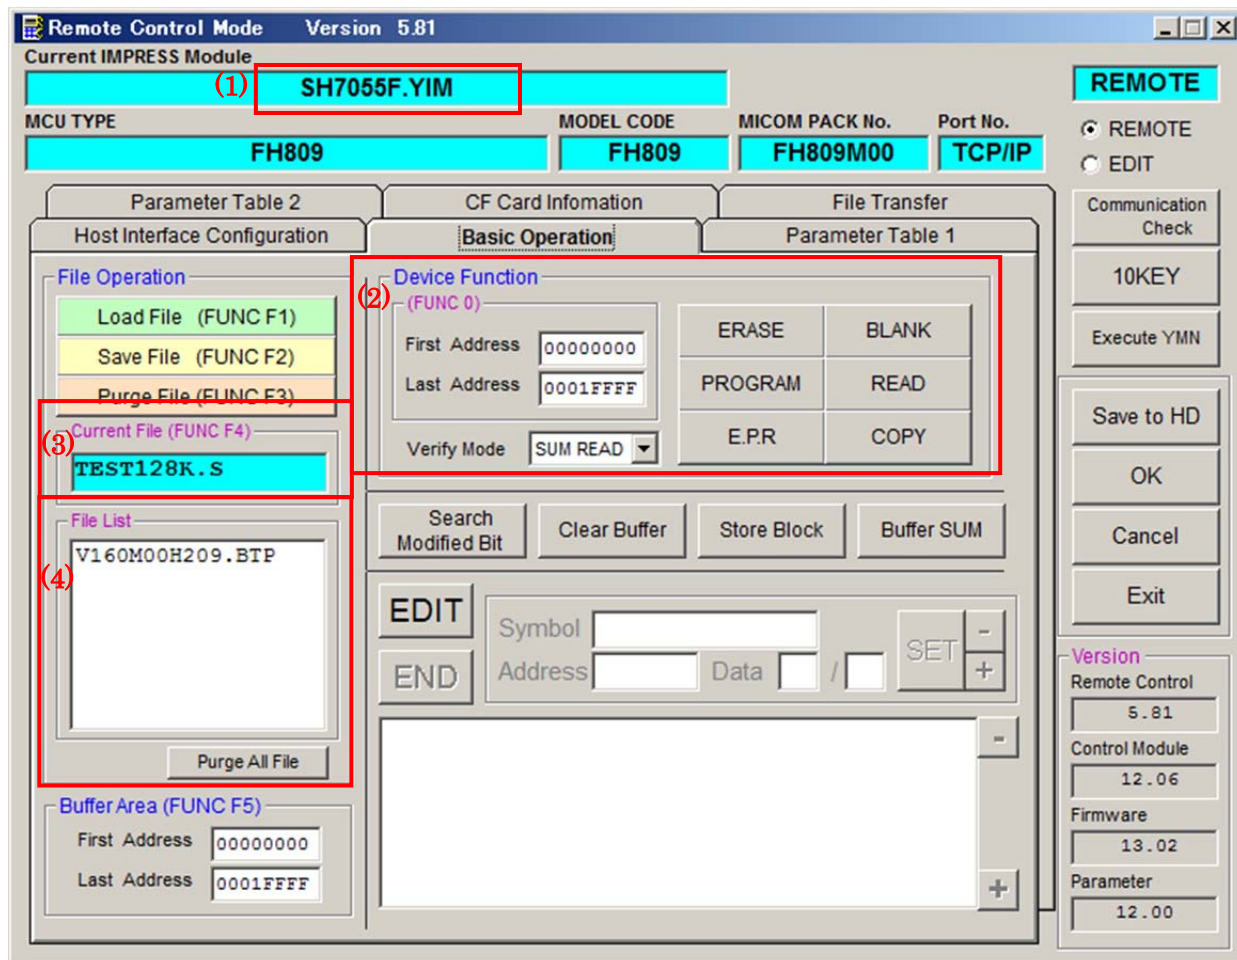 Remote Control Mode Version 5.81
Current IMPRESS Module
(1)
SH7055F.YIM
REMOTE
MCU TYPE
MODEL CODE
MICOM PACK No.
Port No.
FH809
FH809
FH809M00
TCP/IP
REMOTE
EDIT
Parameter Table 2
CF Card Infomation
File Transfer
Host Interface Configuration
Basic Operation
Parameter Table 1
Communication
Check
10KEY
Execute YMN
File Operation
Load File (FUNC F1)
Save File (FUNC F2)
Purge File (FUNC F3)
(2)
Device Function
(FUNC 0)
First Address 00000000
Last Address 0001FFFF
Verify Mode SUM READ
ERASE
BLANK
PROGRAM
READ
E.P.R
COPY
(3)
Current File (FUNC F4)
TEST128K.S
(4)
File List
V160M00H209.BTP
Purge All File
Search
Modified Bit
Clear Buffer
Store Block
Buffer SUM
EDIT
END
Symbol
Address
Data /
SET
-
+
-
+
Buffer Area (FUNC F5)
First Address 00000000
Last Address 0001FFFF
Save to HD
OK
Cancel
Exit
Version
Remote Control
5.81
Control Module
12.06
Firmware
13.02
Parameter
12.00